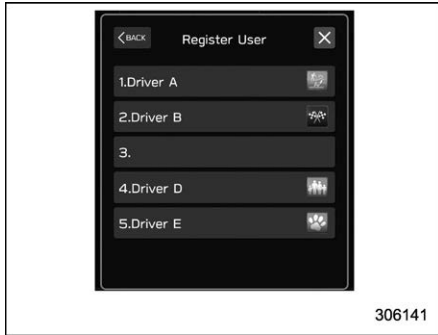 BACK
Register User
1.Driver A
2.Driver B
3.
4.Driver D
5.Driver E
306141